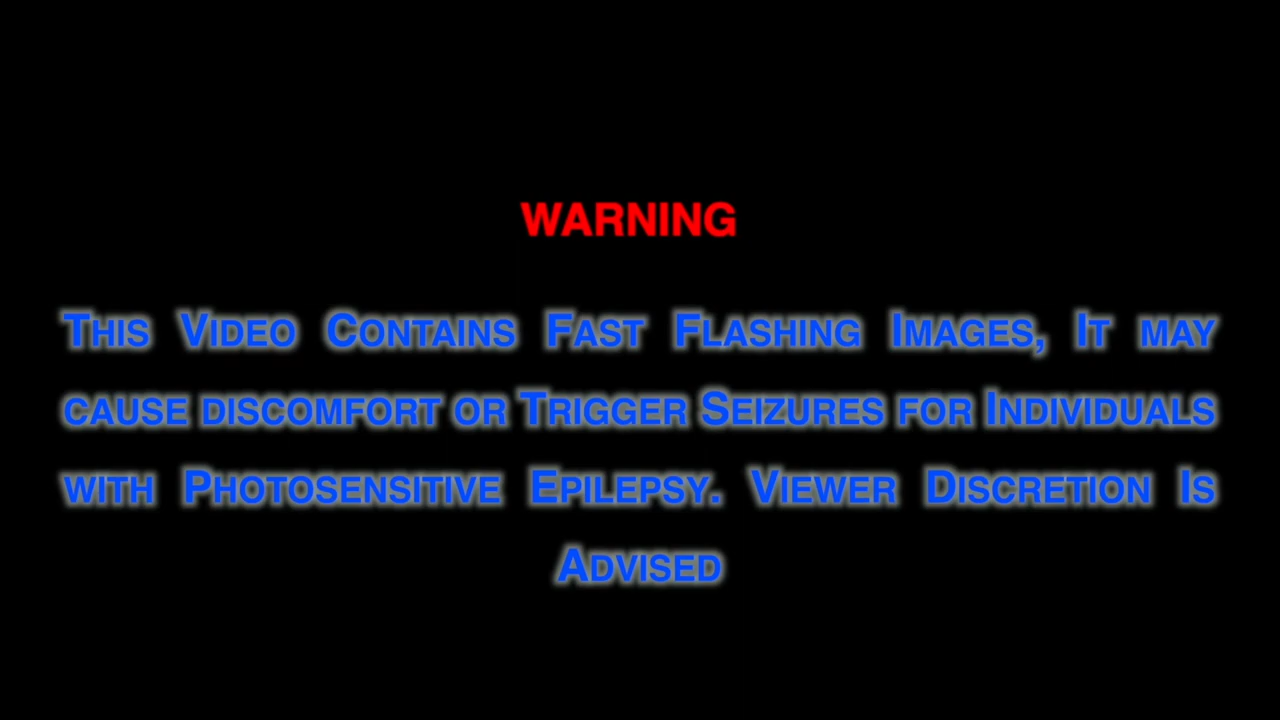 WARNING
This Video Contains Fast Flashing Images, It may
cause discomfort or Trigger Seizures for Individuals
with Photosensitive Epilepsy. Viewer Discretion Is
Advised